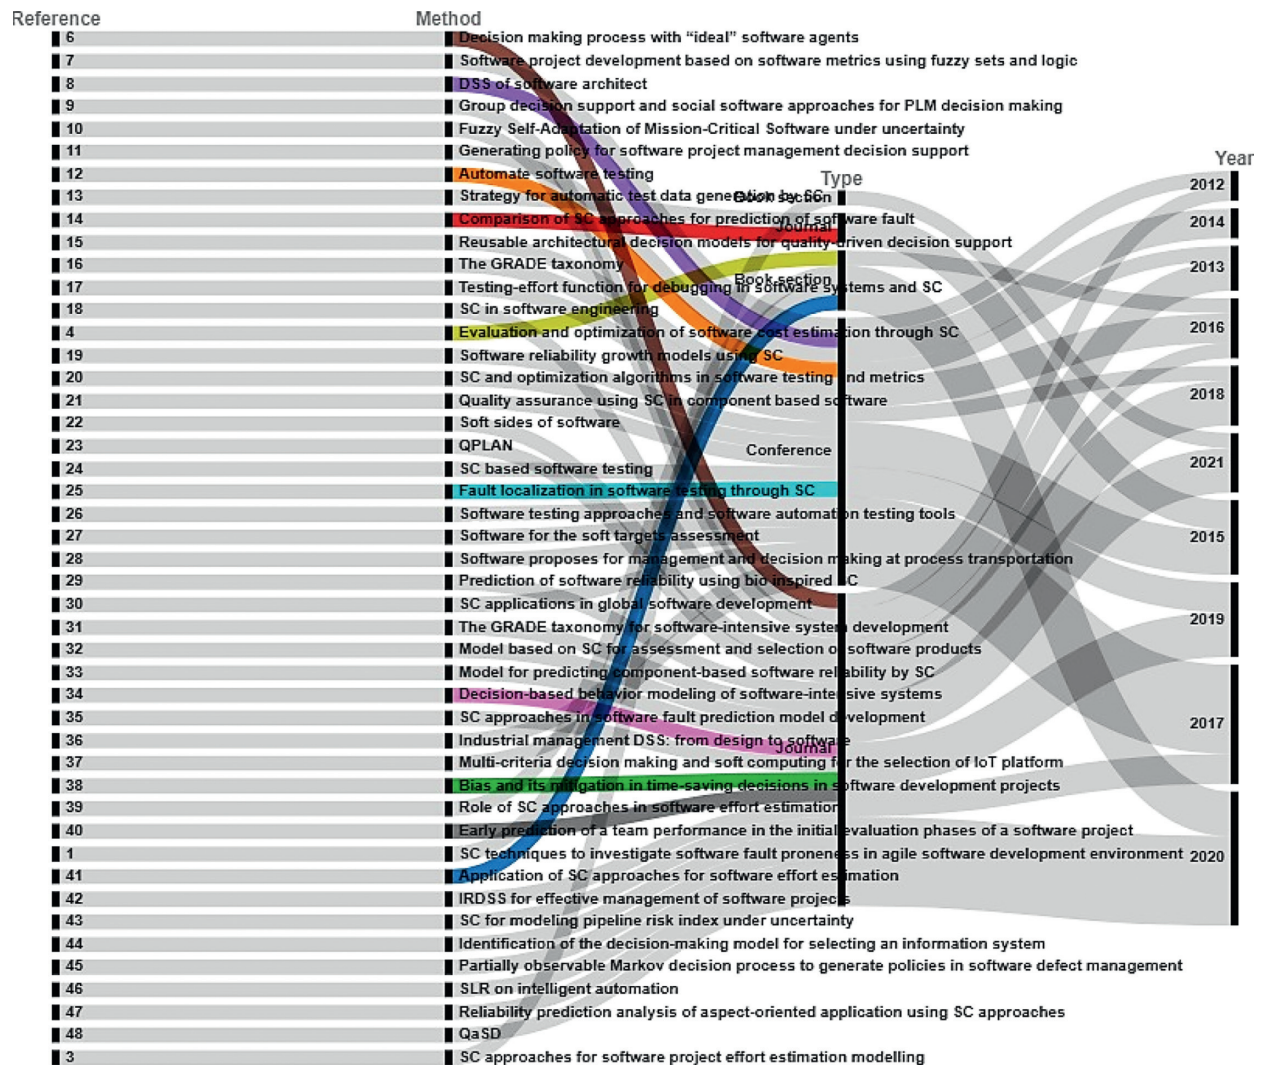 Reference Method
6 Decision making process with “ideal” software agents
7 Software project development based on software metrics using fuzzy sets and logic
8 DSS of software architect
9 Group decision support and social software approaches for PLM decision making
10 Fuzzy Self-Adaptation of Mission-Critical Software under uncertainty
11 Generating policy for software project management decision support
12 Automate software testing
13 Strategy for automatic test data generation by SC
14 Comparison of SC approaches for prediction of software fault
15 Reusable architectural decision models for quality-driven decision support
16 The GRADE taxonomy
17 Testing-effort function for debugging in software systems and SC
18 SC in software engineering
4 Evaluation and optimization of software cost estimation through SC
19 Software reliability growth models using SC
20 SC and optimization algorithms in software testing and metrics
21 Quality assurance using SC in component based software
22 Soft sides of software
23 QPLAN
24 SC based software testing
25 Fault localization in software testing through SC
26 Software testing approaches and software automation testing tools
27 Software for the soft targets assessment
28 Software proposes for management and decision making at process transportation
29 Prediction of software reliability using bio inspired SC
30 SC applications in global software development
31 The GRADE taxonomy for software-intensive system development
32 Model based on SC for assessment and selection of software products
33 Model for predicting component-based software reliability by SC
34 Decision-based behavior modeling of software-intensive systems
35 SC approaches in software fault prediction model development
36 Industrial management DSS: from design to software
37 Multi-criteria decision making and soft computing for the selection of IoT platform
38 Bias and its mitigation in time-saving decisions in software development projects
39 Role of SC approaches in software effort estimation
40 Early prediction of a team performance in the initial evaluation phases of a software project
1 SC techniques to investigate software fault proneness in agile software development environment
41 Application of SC approaches for software effort estimation
42 IRDSS for effective management of software projects
43 SC for modeling pipeline risk index under uncertainty
44 Identification of the decision-making model for selecting an information system
45 Partially observable Markov decision process to generate policies in software defect management
46 SLR on intelligent automation
47 Reliability prediction analysis of aspect-oriented application using SC approaches
48 QaSD
3 SC approaches for software project effort estimation modelling
Type
Book section
Journal
Book section
Conference
Journal
Year
2012
2014
2013
2016
2018
2021
2015
2019
2017
2020